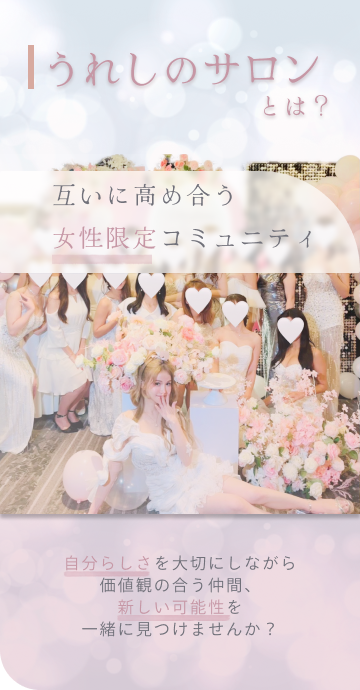 うれしのサロン
とは？
互いに高め合う
女性限定コミュニティ
自分らしさを大切にしながら
価値観の合う仲間、
新しい可能性を
一緒に見つけませんか？